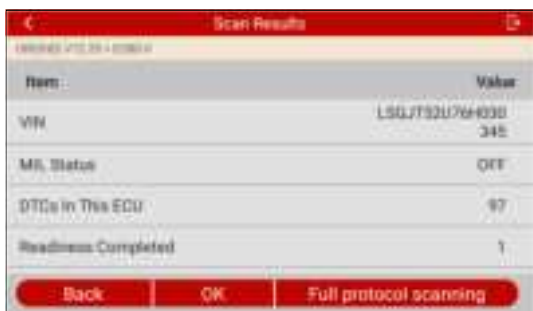 Scan Results
Item Value
VIN LSGJT52U76H030
345
MIL Status OFF
DTCs In This ECU 97
Readiness Completed 1
Back OK Full protocol scanning